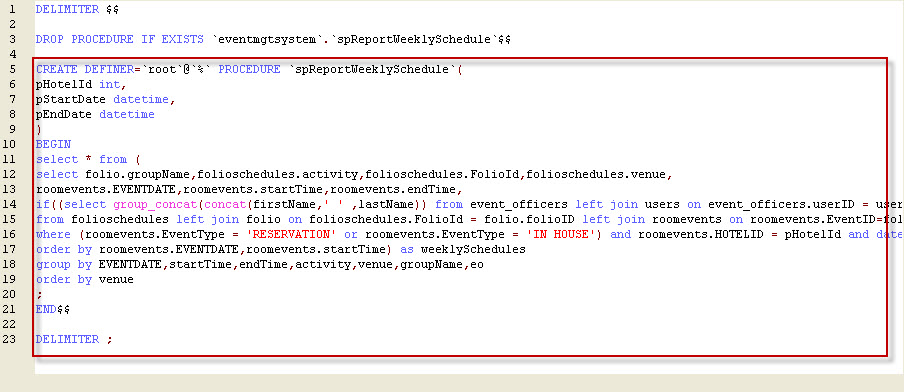 1 DELIMITER $$
2
3 DROP PROCEDURE IF EXISTS `eventmgtsystem`.`spReportWeeklySchedule`$$
4
5 CREATE DEFINER=`root`@`%` PROCEDURE `spReportWeeklySchedule`(
6 pHotelId int,
7 pStartDate datetime,
8 pEndDate datetime
9 )
10 BEGIN
11 select * from (
12 select folio.groupName,folioschedules.activity,folioschedules.FolioId,folioschedules.venue,
13 roomevents.EVENTDATE,roomevents.startTime,roomevents.endTime,
14 if((select group_concat(concat(firstName,' ' ,lastName)) from event_officers left join users on event_officers.userID = user
15 from folioschedules left join folio on folioschedules.FolioId = folio.folioID left join roomevents on roomevents.EventID=fol
16 where (roomevents.EventType = 'RESERVATION' or roomevents.EventType = 'IN HOUSE') and roomevents.HOTELID = pHotelId and date
17 order by roomevents.EVENTDATE,roomevents.startTime) as weeklySchedules
18 group by EVENTDATE,startTime,endTime,activity,venue,groupName,eo
19 order by venue
20 ;
21 END$$
22
23 DELIMITER ;